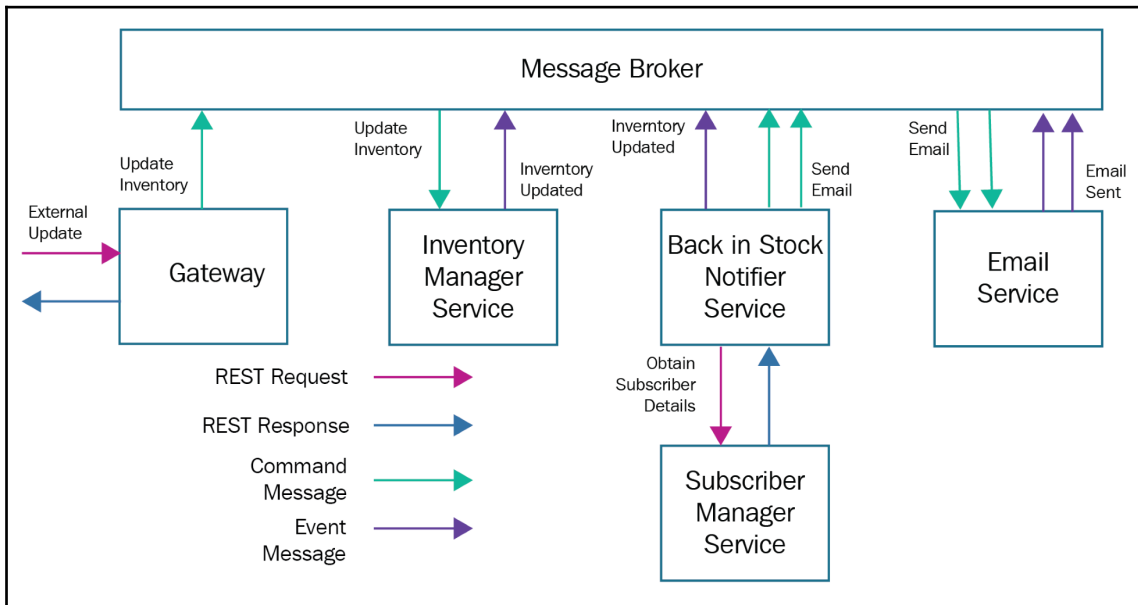 Message Broker
Update
Inventory
Update
Inventory
Inverntory
Updated
Inverntory
Updated
Send
Email
Send
Email
Email
Sent
External
Update
Gateway
Inventory
Manager
Service
Back in Stock
Notifier
Service
Email
Service
REST Request
REST Response
Command
Message
Event
Message
Obtain
Subscriber
Details
Subscriber
Manager
Service